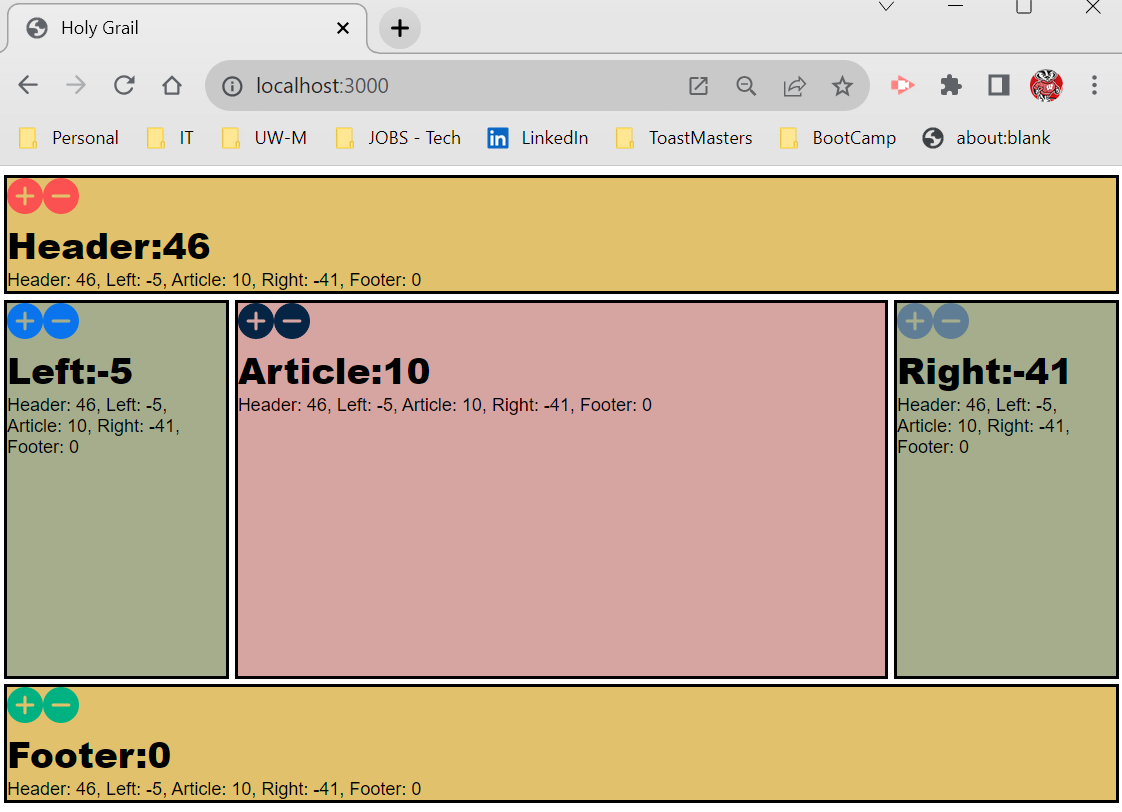 Holy Grail
localhost:3000
Personal IT UW-M JOBS - Tech in LinkedIn ToastMasters BootCamp about:blank
Header:46
Header: 46, Left: -5, Article: 10, Right: -41, Footer: 0
Left:-5
Header: 46, Left: -5,
Article: 10, Right: -41,
Footer: 0
Article:10
Header: 46, Left: -5, Article: 10, Right: -41, Footer: 0
Right:-41
Header: 46, Left: -5,
Article: 10, Right: -41,
Footer: 0
Footer:0
Header: 46, Left: -5, Article: 10, Right: -41, Footer: 0